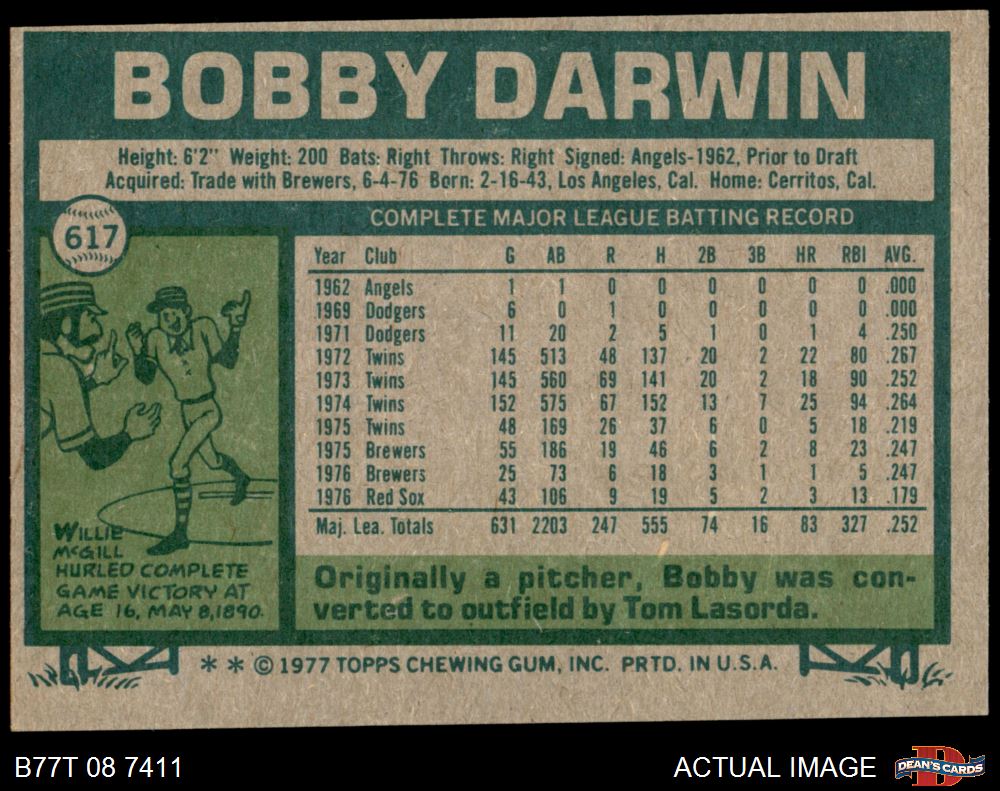 BOBBY DARWIN
Height: 6'2" Weight: 200 Bats: Right Throws: Right Signed: Angels-1962, Prior to Draft
Acquired: Trade with Brewers, 6-4-76 Born: 2-16-43, Los Angeles, Cal. Home: Cerritos, Cal.
617
COMPLETE MAJOR LEAGUE BATTING RECORD
Year Club G AB R H 2B 3B HR RBI AVG.
1962 Angels 1 1 0 0 0 0 0 0 .000
1969 Dodgers 6 0 1 0 0 0 0 0 .000
1971 Dodgers 11 20 2 5 1 0 1 4 .250
1972 Twins 145 513 48 137 20 2 22 80 .267
1973 Twins 145 560 69 141 20 2 18 90 .252
1974 Twins 152 575 67 152 13 7 25 94 .264
1975 Twins 48 169 26 37 6 0 5 18 .219
1975 Brewers 55 186 19 46 6 2 8 23 .247
1976 Brewers 25 73 6 18 3 1 1 5 .247
1976 Red Sox 43 106 9 19 5 2 3 13 .179
Maj. Lea. Totals 631 2203 247 555 74 16 83 327 .252
WILLIE
McGILL
HURLED COMPLETE
GAME VICTORY AT
AGE 16, MAY 8, 1890.
Originally a pitcher, Bobby was con-
verted to outfield by Tom Lasorda.
** © 1977 TOPPS CHEWING GUM, INC. PRTD. IN U.S.A.
B77T 08 7411
ACTUAL IMAGE
D
DEAN'S CARDS